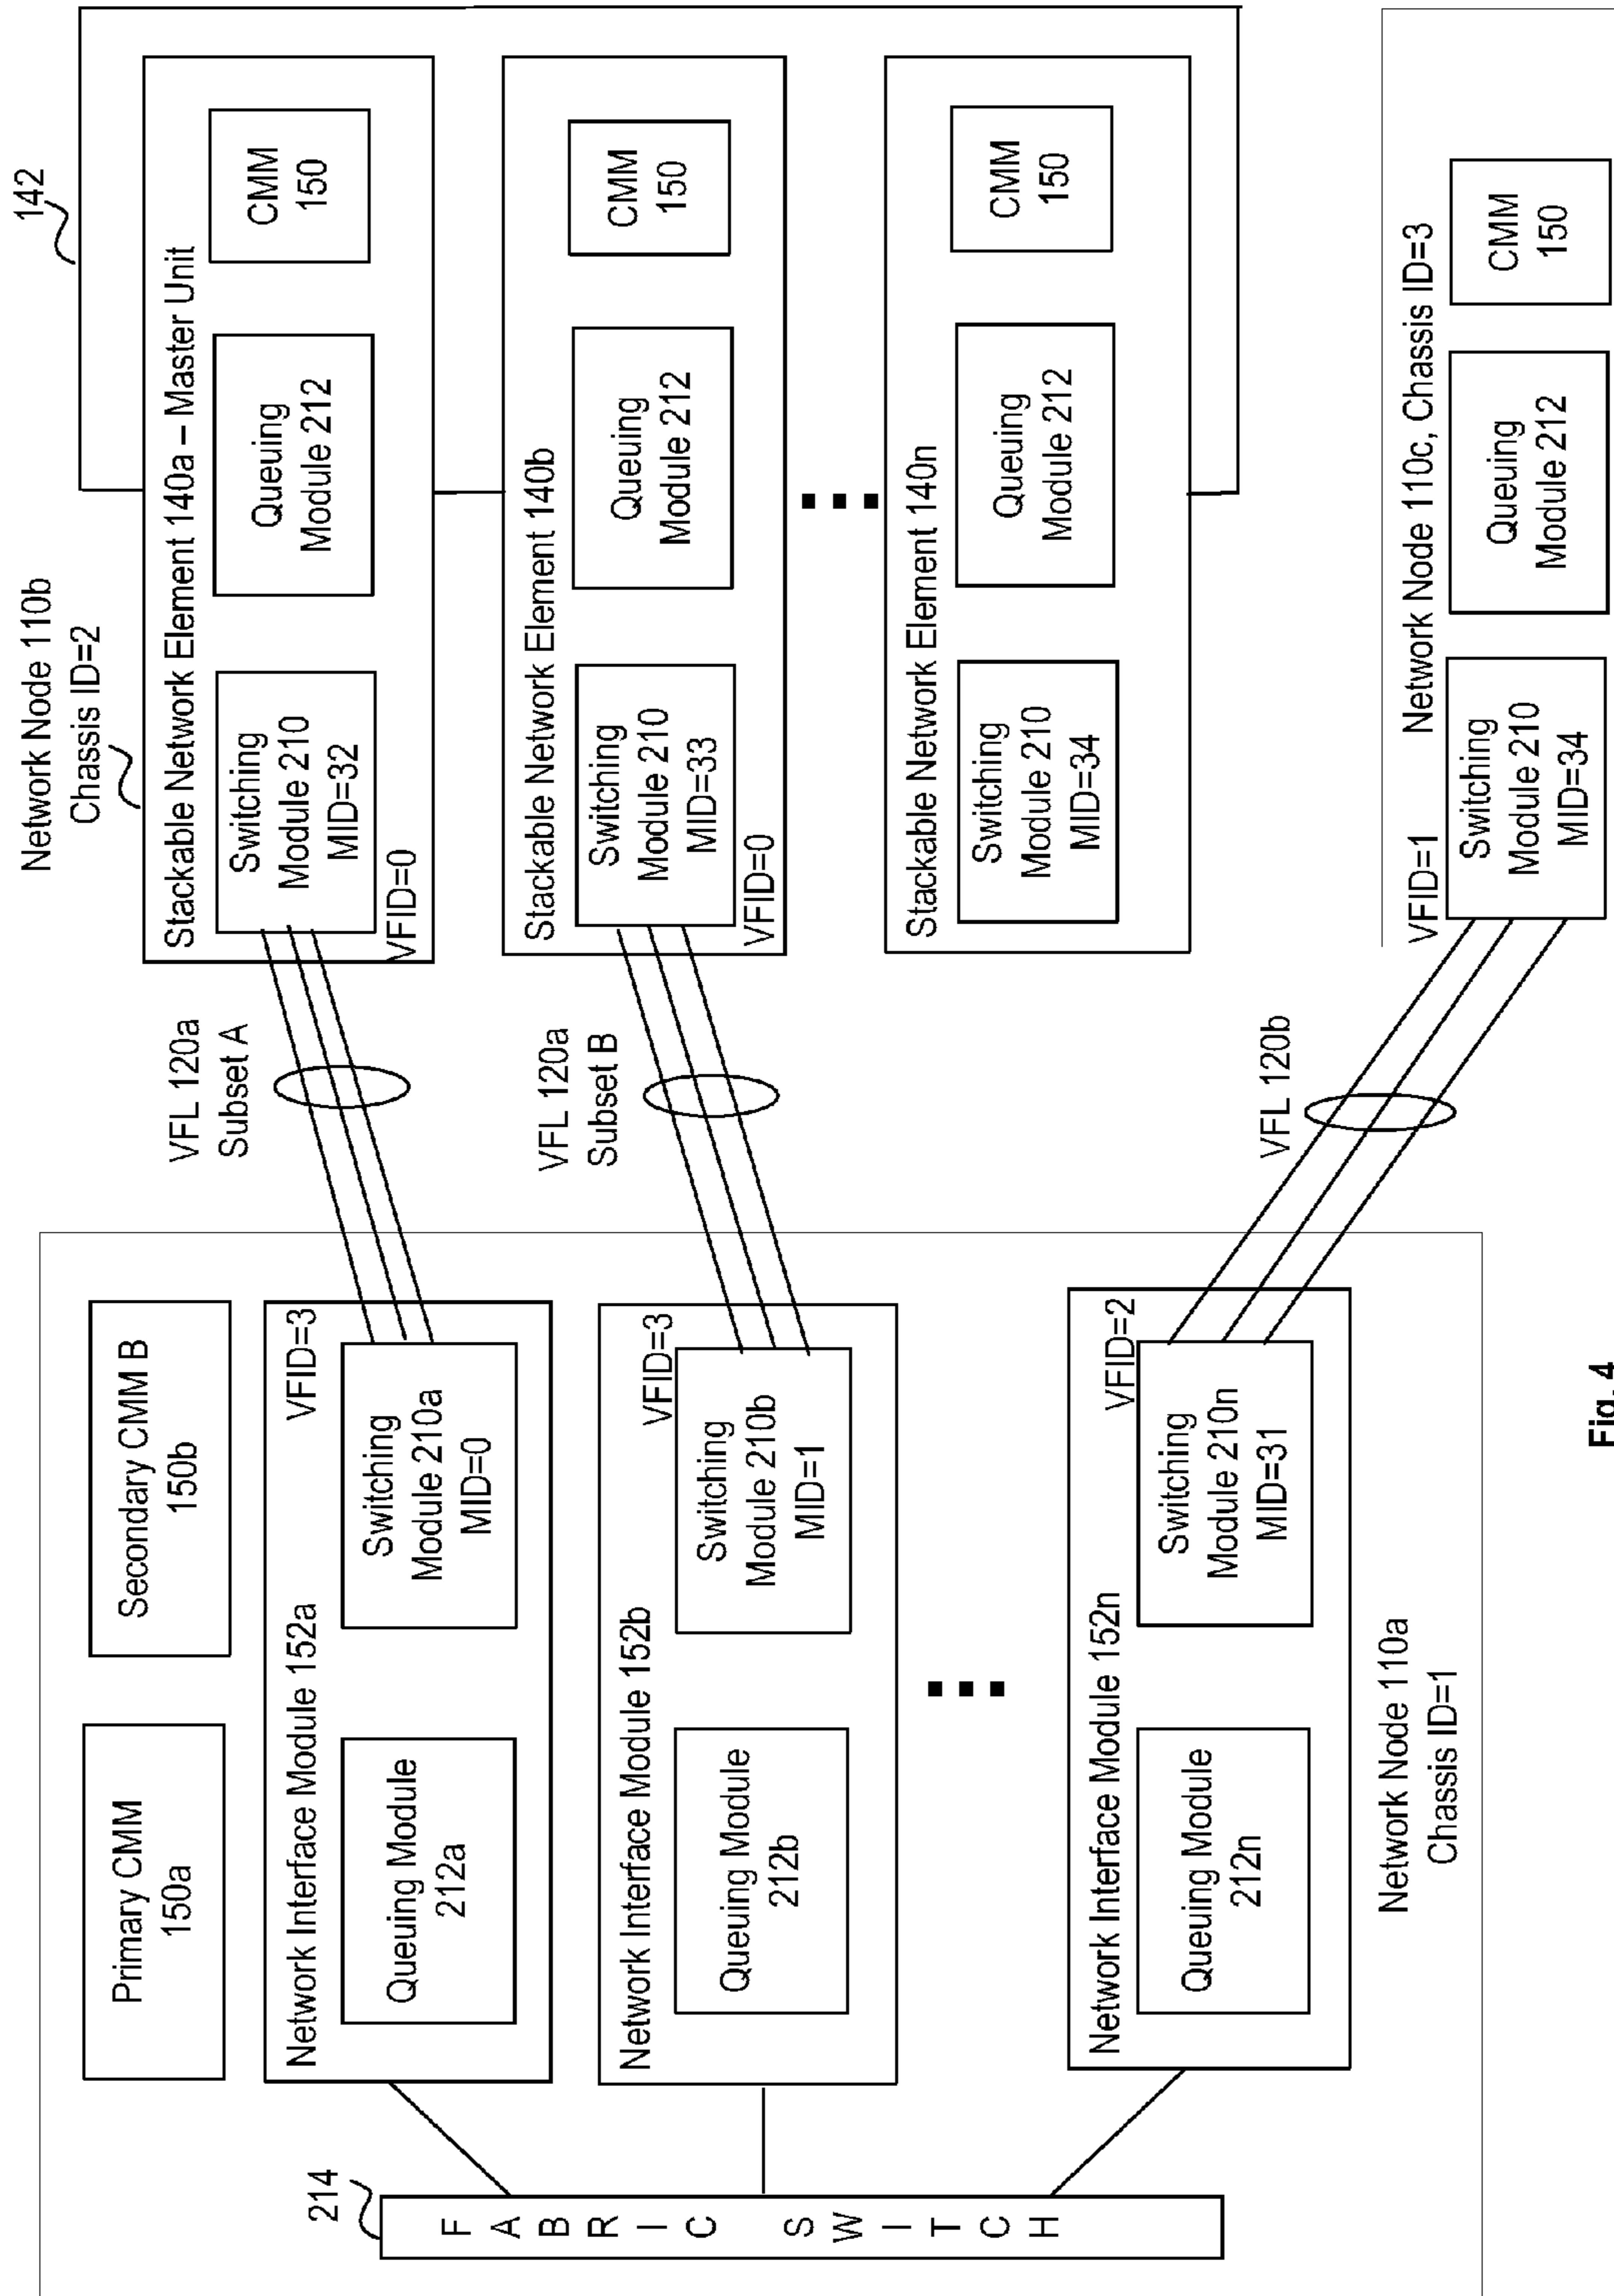 142
Network Node 110b
Chassis ID=2
Stackable Network Element 140a – Master Unit
Switching
Module 210
MID=32
VFID=0
Queuing
Module 212
CMM
150
Stackable Network Element 140b
Switching
Module 210
MID=33
VFID=0
Queuing
Module 212
CMM
150
Stackable Network Element 140n
Switching
Module 210
MID=34
Queuing
Module 212
CMM
150
VFID=1
Network Node 110c, Chassis ID=3
Switching
Module 210
MID=34
Queuing
Module 212
CMM
150
VFL 120a
Subset A
VFL 120a
Subset B
VFL 120b
Primary CMM
150a
Secondary CMM B
150b
Network Interface Module 152a
VFID=3
Queuing Module
212a
Switching
Module 210a
MID=0
Network Interface Module 152b
VFID=3
Queuing Module
212b
Switching
Module 210b
MID=1
Network Interface Module 152n
VFID=2
Queuing Module
212n
Switching
Module 210n
MID=31
Network Node 110a
Chassis ID=1
214
FABRIC SWITCH
Fig. 4